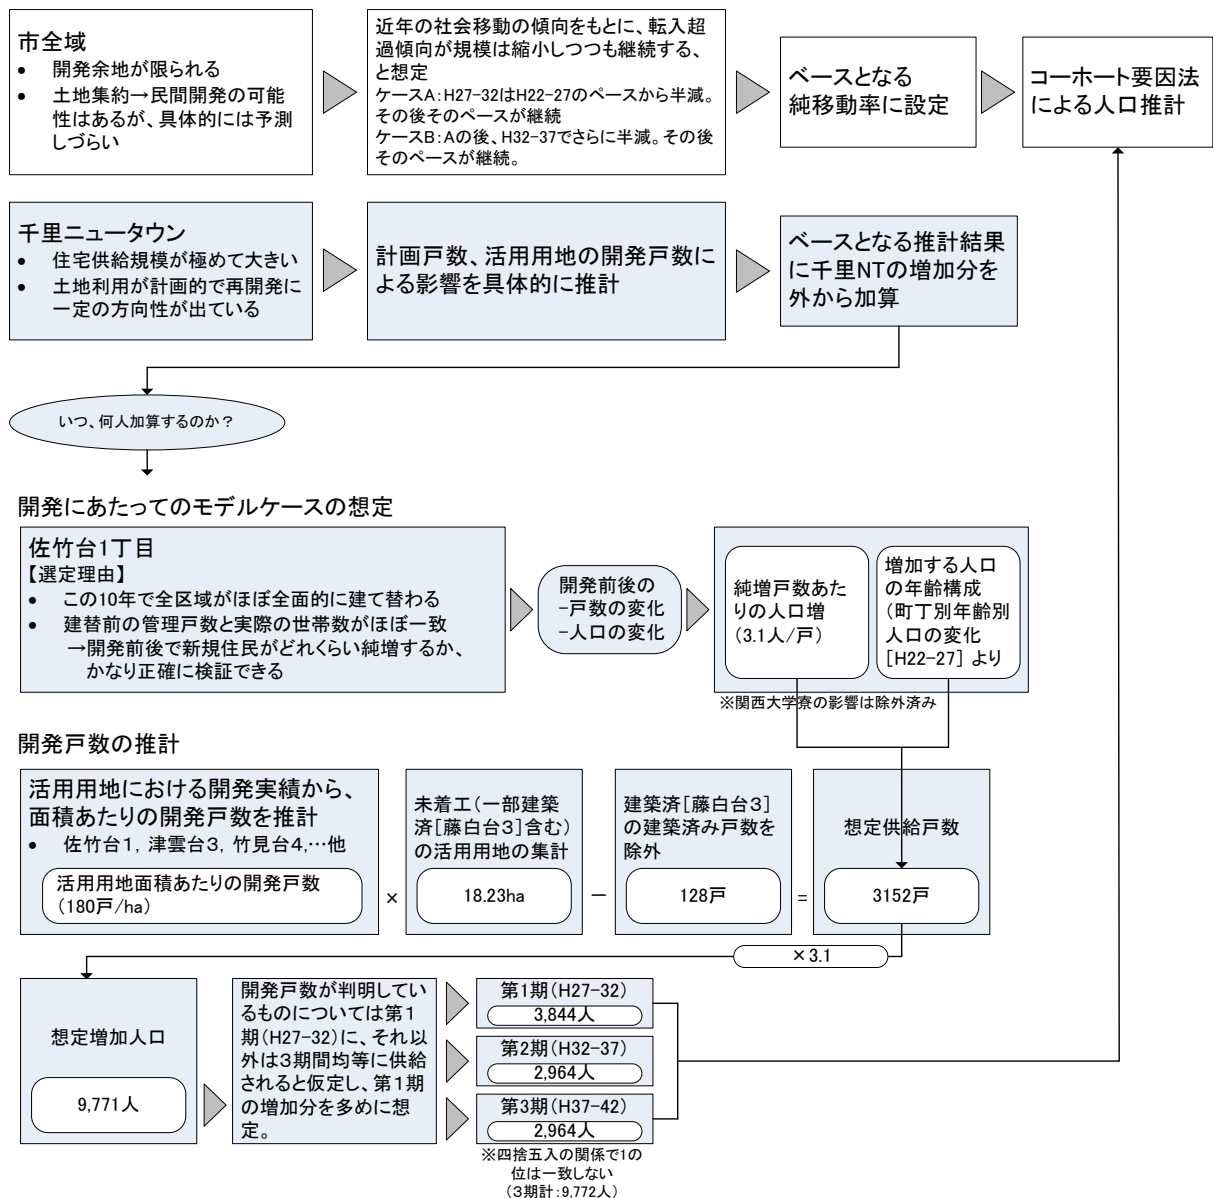 市全域
• 開発余地が限られる
• 土地集約→民間開発の可能
性はあるが、具体的には予測
しづらい
近年の社会移動の傾向をもとに、転入超
過傾向が規模は縮小しつつも継続する、
と想定
ケースA：H27-32はH22-27のペースから半減。
その後そのペースが継続
ケースB：Aの後、H32-37でさらに半減。その後
そのペースが継続。
ベースとなる
純移動率に設定
コーホート要因法
による人口推計
千里ニュータウン
• 住宅供給規模が極めて大きい
• 土地利用が計画的で再開発に
一定の方向性が出ている
計画戸数、活用用地の開発戸数に
よる影響を具体的に推計
ベースとなる推計結果
に千里NTの増加分を
外から加算
いつ、何人加算するのか？
開発にあたってのモデルケースの想定
佐竹台1丁目
【選定理由】
• この10年で全区域がほぼ全面的に建て替わる
• 建替前の管理戸数と実際の世帯数がほぼ一致
→開発前後で新規住民がどれくらい純増するか、
かなり正確に検証できる
開発前後の
-戸数の変化
-人口の変化
純増戸数あた
りの人口増
（3.1人/戸）
増加する人口
の年齢構成
（町丁別年齢別
人口の変化
［H22-27］より
※関西大学寮の影響は除外済み
開発戸数の推計
活用用地における開発実績から、
面積あたりの開発戸数を推計
• 佐竹台１，津雲台３，竹見台４，…他
活用用地面積あたりの開発戸数
（180戸/ha）
×
未着工（一部建築
済［藤白台３］含む）
の活用用地の集計
18.23ha
－
建築済［藤白台３］
の建築済み戸数を
除外
128戸
=
想定供給戸数
3152戸
×3.1
想定増加人口
9,771人
開発戸数が判明してい
るものについては第１
期（H27-32）に、それ以
外は３期間均等に供給
されると仮定し、第１期
の増加分を多めに想
定。
第1期（H27-32）
3,844人
第2期（H32-37）
2,964人
第3期（H37-42）
2,964人
※四捨五入の関係で1の
位は一致しない
（３期計：9,772人）